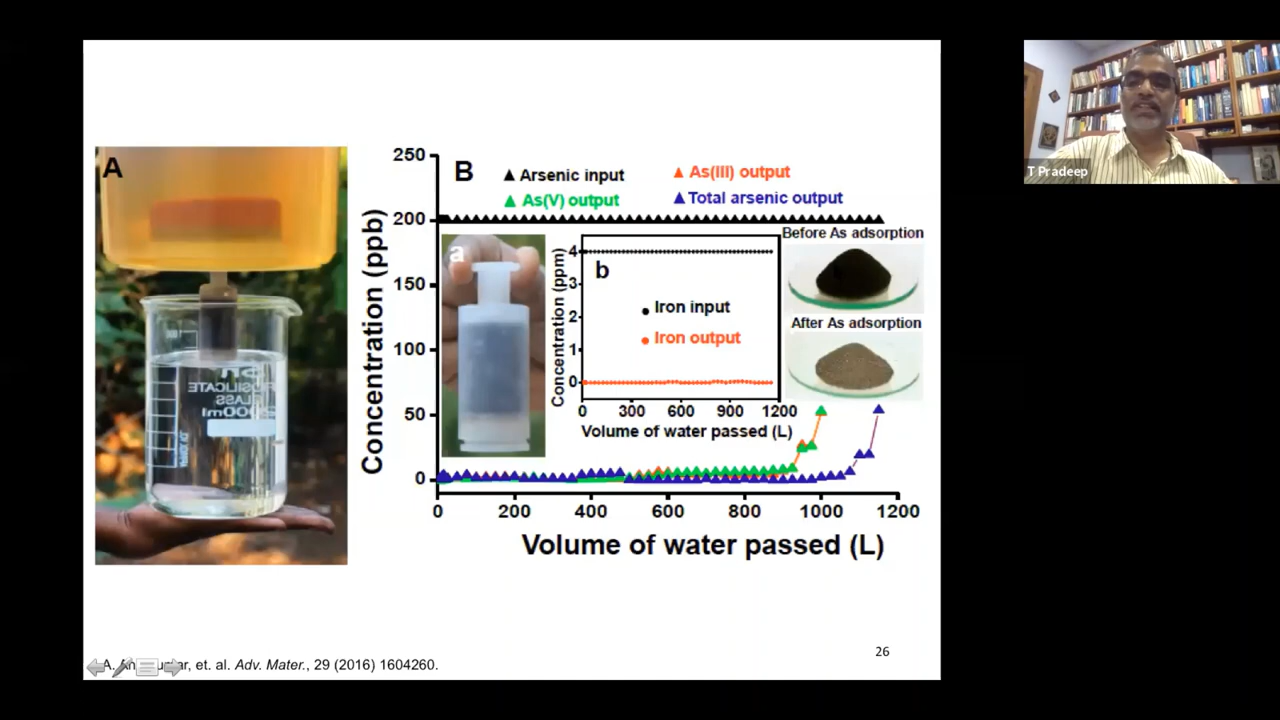 A
B
Arsenic input
As(III) output
As(V) output
Total arsenic output
Concentration (ppb)
250
200
150
100
50
0
0 200 400 600 800 1000 1200
Volume of water passed (L)
a
b
Concentration (ppm)
4
3
2
1
0
Iron input
Iron output
0 300 600 900 1200
Volume of water passed (L)
Before As adsorption
After As adsorption
T Pradeep
A. et. al. Adv. Mater., 29 (2016) 1604260.
26